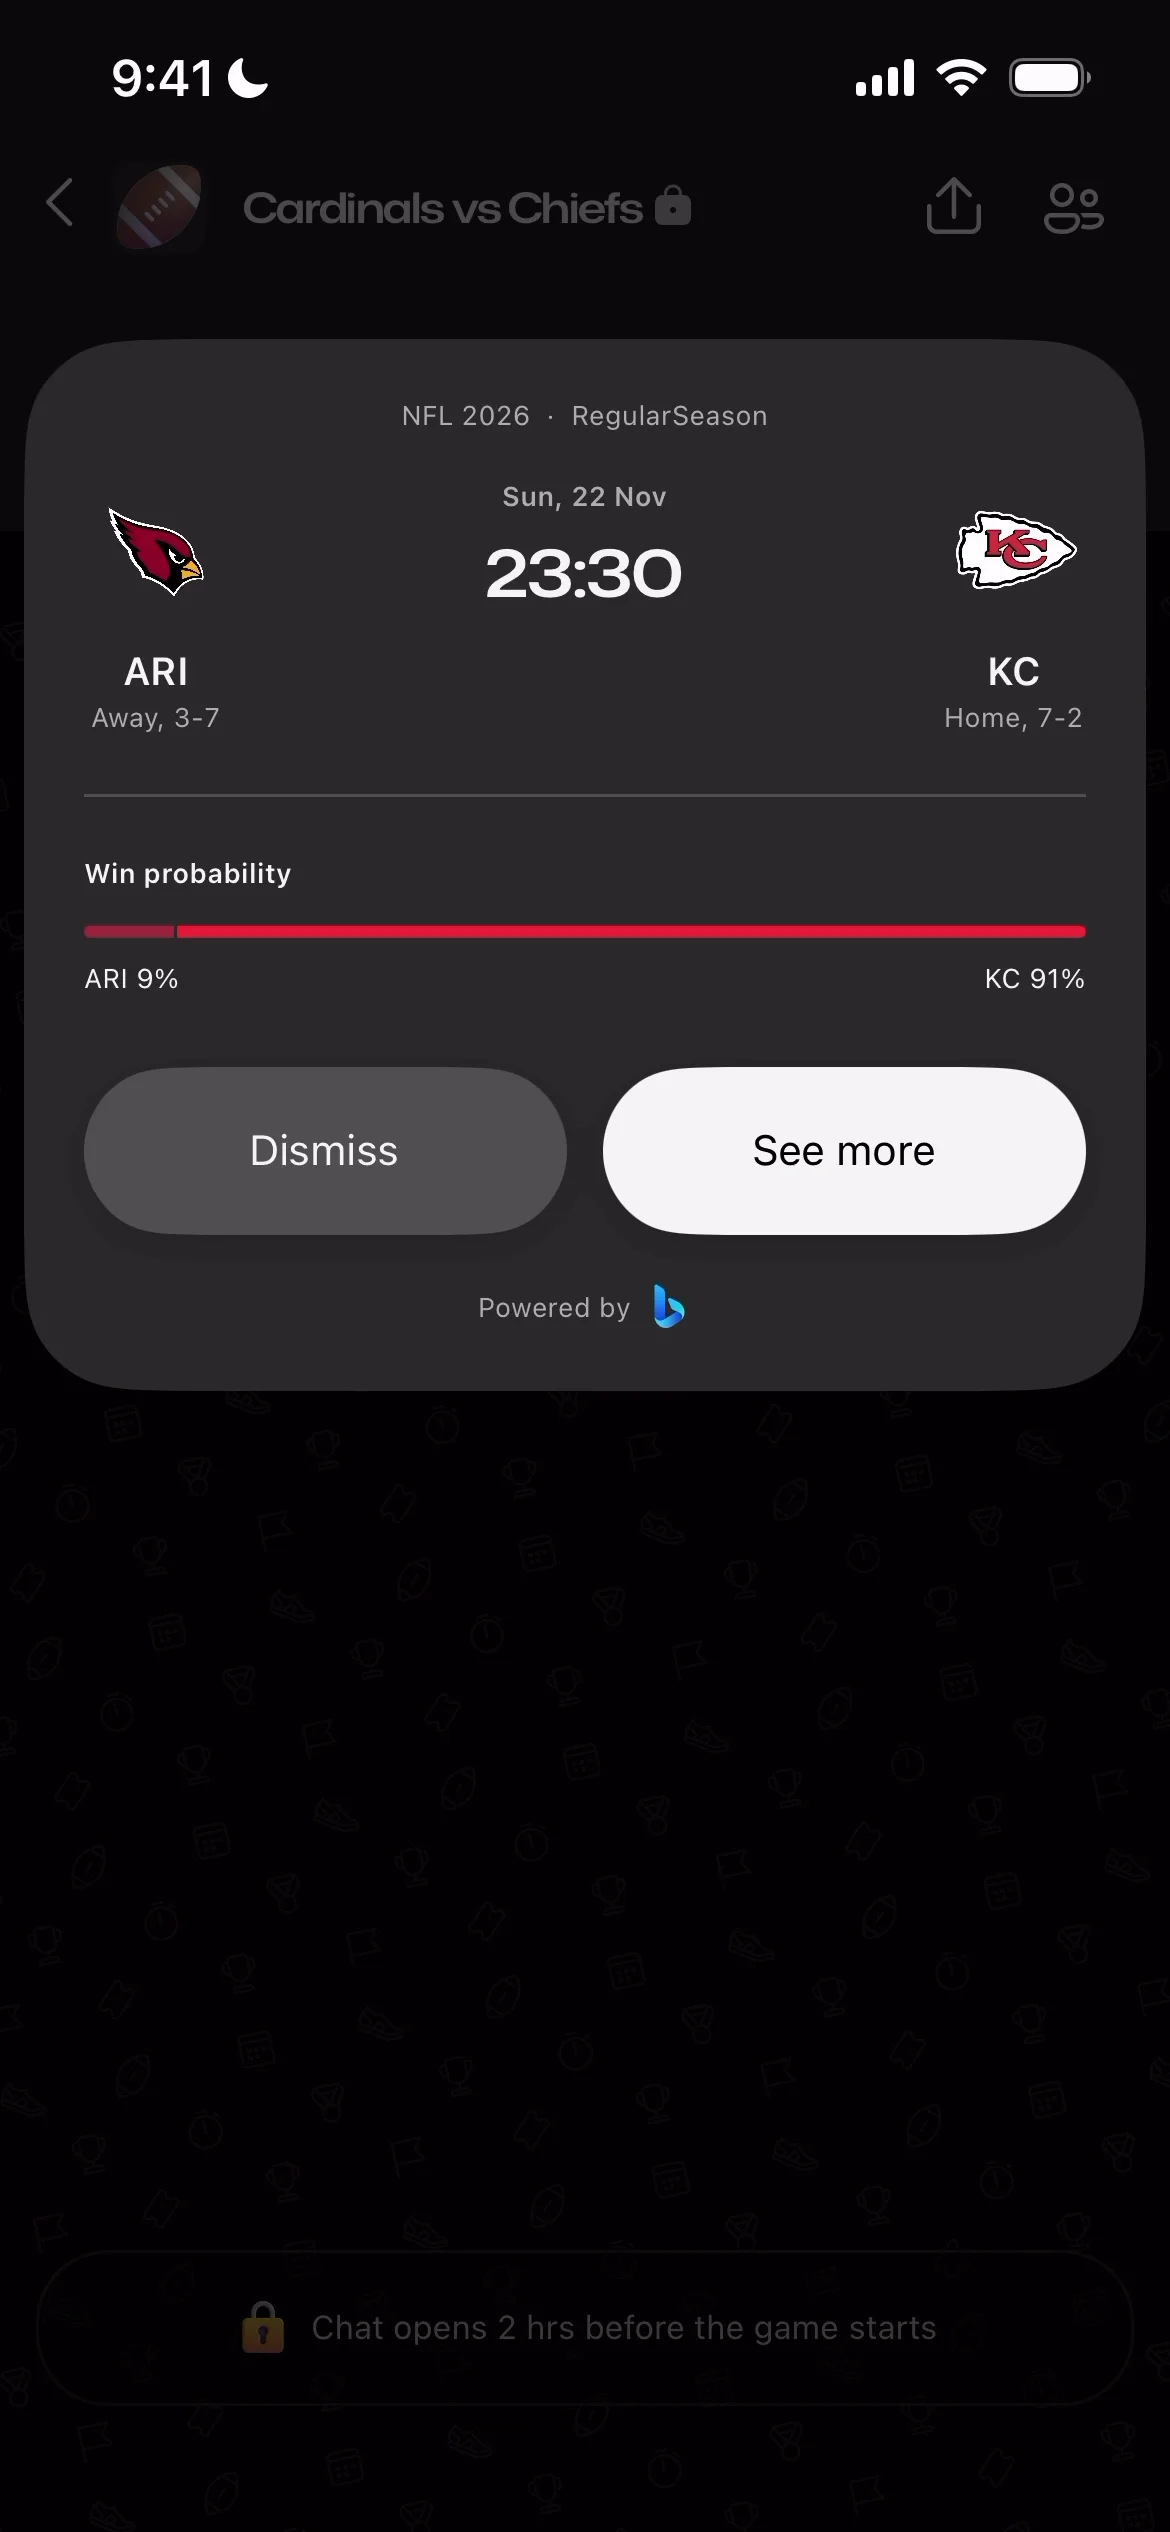 9:41
Cardinals vs Chiefs
NFL 2026 · RegularSeason
Sun, 22 Nov
23:30
KC
ARI
Away, 3-7
KC
Home, 7-2
Win probability
ARI 9%
KC 91%
Dismiss
See more
Powered by
Chat opens 2 hrs before the game starts